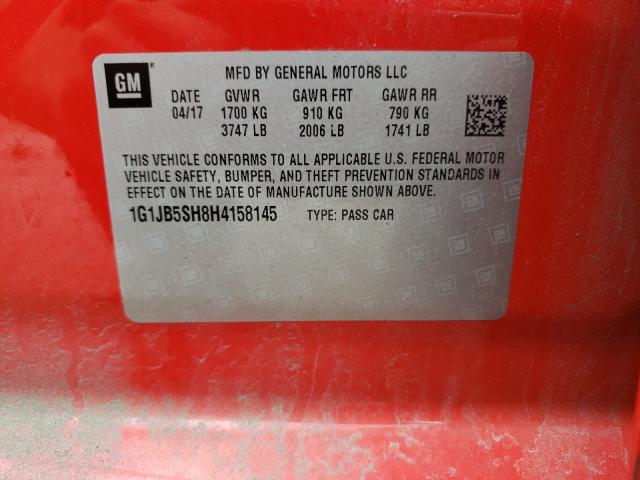 GM ® MFD BY GENERAL MOTORS LLC
DATE GVWR GAWR FRT GAWR RR
04/17 1700 KG 910 KG 790 KG
3747 LB 2006 LB 1741 LB
THIS VEHICLE CONFORMS TO ALL APPLICABLE U.S. FEDERAL MOTOR
VEHICLE SAFETY, BUMPER, AND THEFT PREVENTION STANDARDS IN
EFFECT ON THE DATE OF MANUFACTURE SHOWN ABOVE.
1G1JB5SH8H4158145 TYPE: PASS CAR